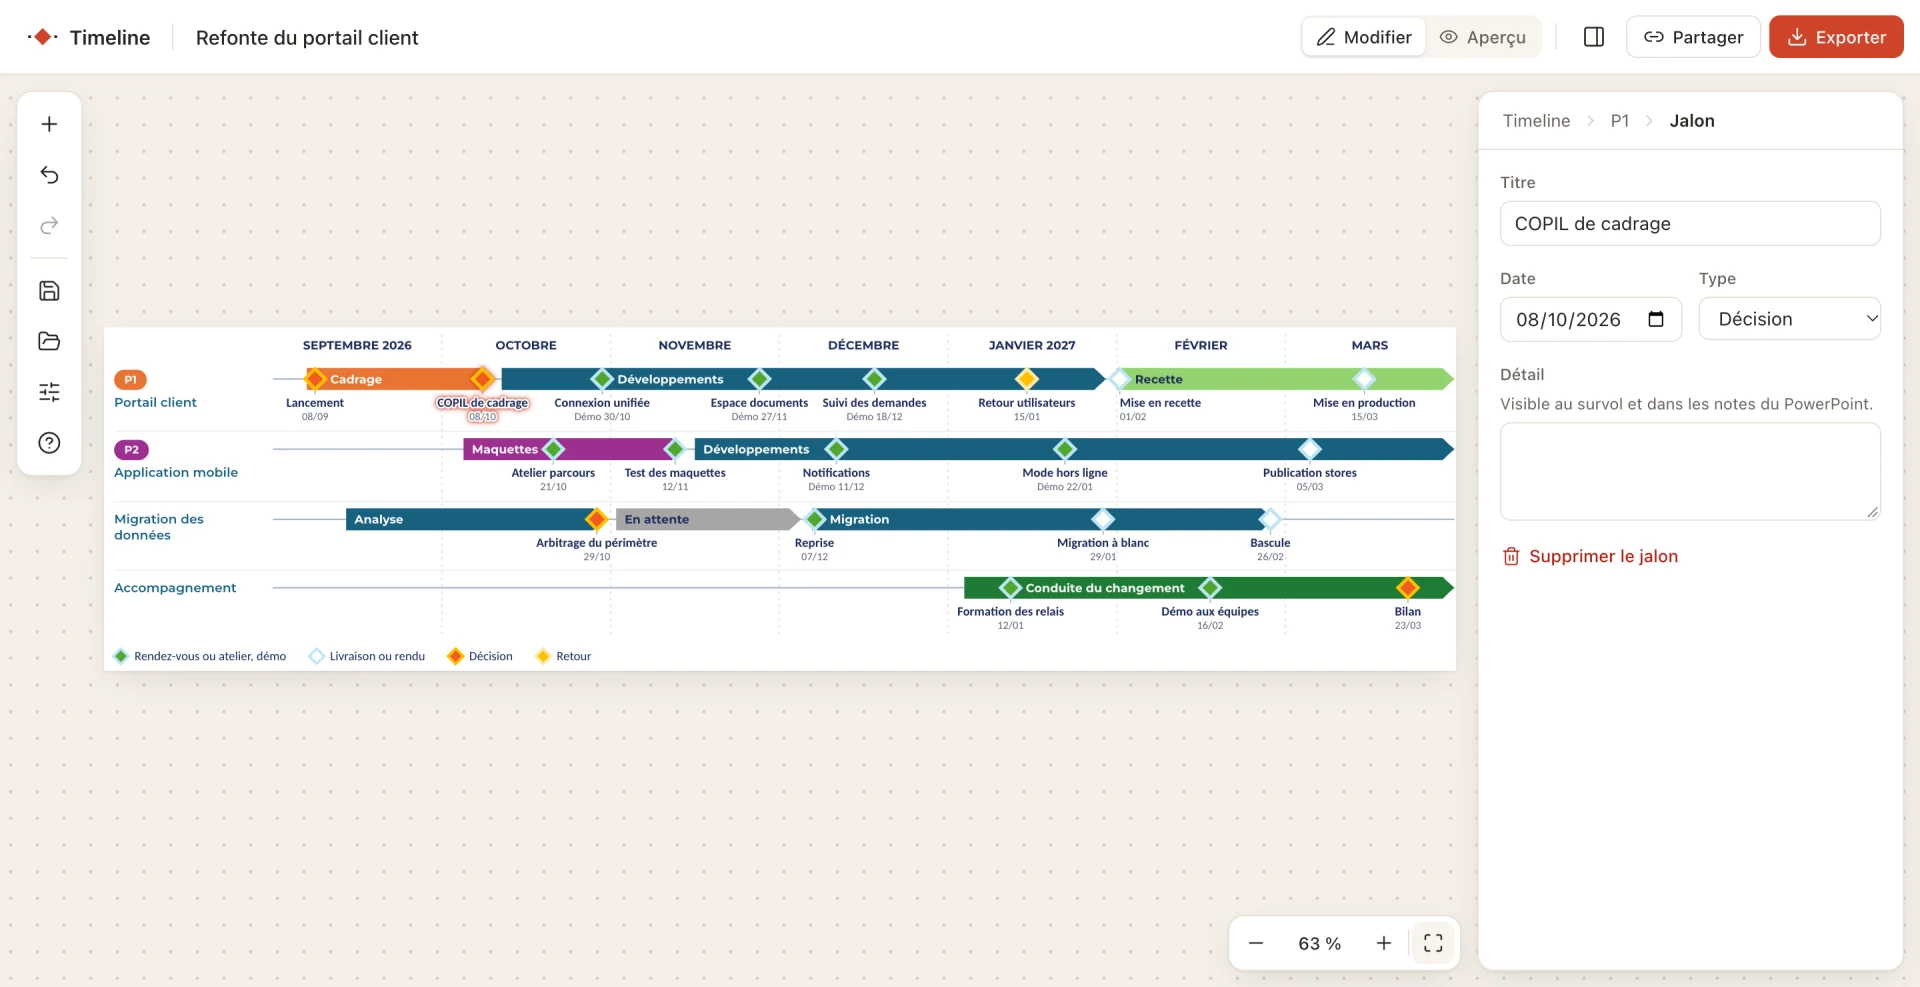 Timeline
Refonte du portail client
Modifier
Aperçu
Partager
Exporter
Timeline > P1 > Jalon
Titre
COPIL de cadrage
Date
Type
08/10/2026
Décision
Détail
Visible au survol et dans les notes du PowerPoint.
Supprimer le jalon
SEPTEMBRE 2026
OCTOBRE
NOVEMBRE
DÉCEMBRE
JANVIER 2027
FÉVRIER
MARS
P1
Portail client
Cadrage
Développements
Recette
Lancement
08/09
COPIL de cadrage
08/10
Connexion unifiée
Démo 30/10
Espace documents
Démo 27/11
Suivi des demandes
Démo 18/12
Retour utilisateurs
15/01
Mise en recette
01/02
Mise en production
15/03
P2
Application mobile
Maquettes
Développements
Atelier parcours
21/10
Test des maquettes
12/11
Notifications
Démo 11/12
Mode hors ligne
Démo 22/01
Publication stores
05/03
Migration des
données
Analyse
En attente
Migration
Arbitrage du périmètre
29/10
Reprise
07/12
Migration à blanc
29/01
Bascule
26/02
Accompagnement
Conduite du changement
Formation des relais
12/01
Démo aux équipes
16/02
Bilan
23/03
Rendez-vous ou atelier, démo
Livraison ou rendu
Décision
Retour
63 %